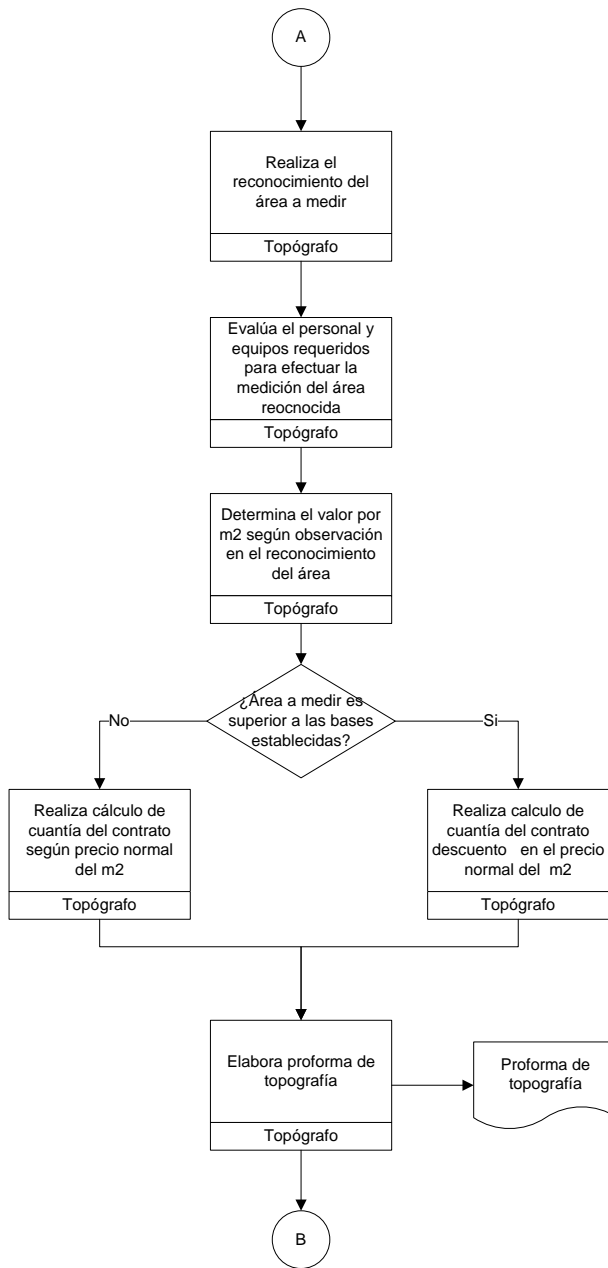 A
Realiza el
reconocimiento del
área a medir
Topógrafo
Evalúa el personal y
equipos requeridos
para efectuar la
medición del área
reocnocida
Topógrafo
Determina el valor por
m2 según observación
en el reconocimiento
del área
Topógrafo
¿Área a medir es
superior a las bases
establecidas?
No
Si
Realiza cálculo de
cuantía del contrato
según precio normal
del m2
Topógrafo
Realiza calculo de
cuantía del contrato
descuento en el precio
normal del m2
Topógrafo
Elabora proforma de
topografía
Topógrafo
Proforma de
topografía
B